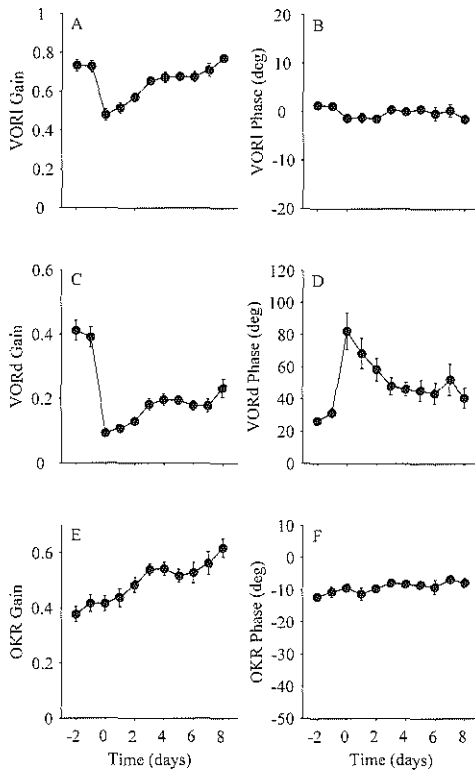 A
1
0.8
0.6
0.4
0.2
0
VORl Gain
B
20
10
0
-10
-20
VORl Phase (deg)
C
0.6
0.4
0.2
0
VORd Gain
D
120
100
80
60
40
20
0
VORd Phase (deg)
E
0.6
0.4
0.2
0
OKR Gain
-2 0 2 4 6 8
Time (days)
F
10
0
-10
-20
-30
-40
-50
OKR Phase (deg)
-2 0 2 4 6 8
Time (days)